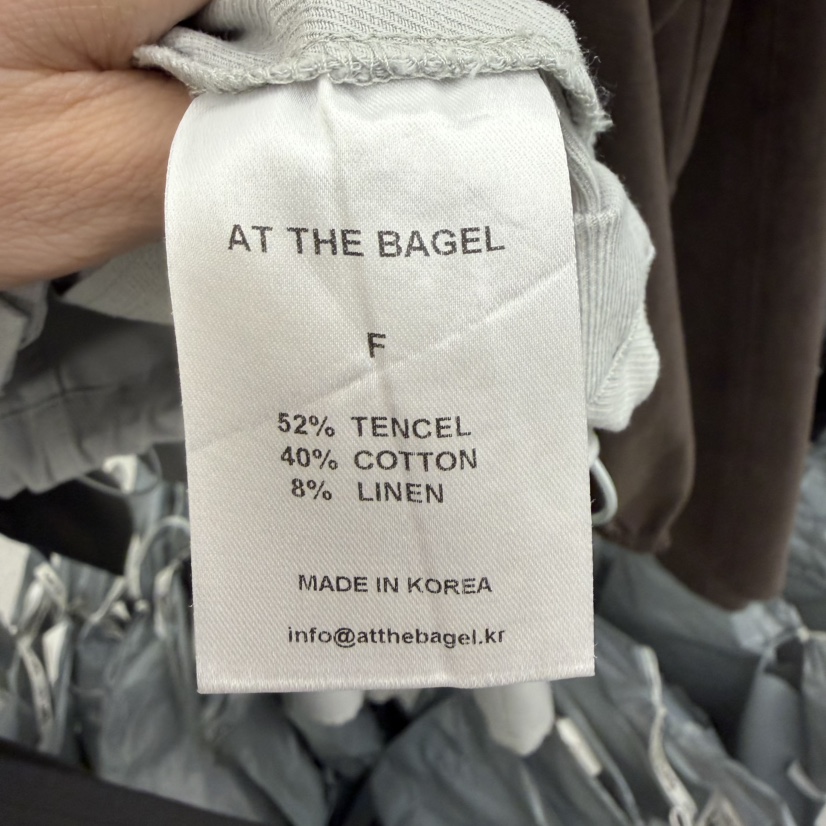 AT THE BAGEL
F
52% TENCEL
40% COTTON
8% LINEN
MADE IN KOREA
info@atthebagel.kr